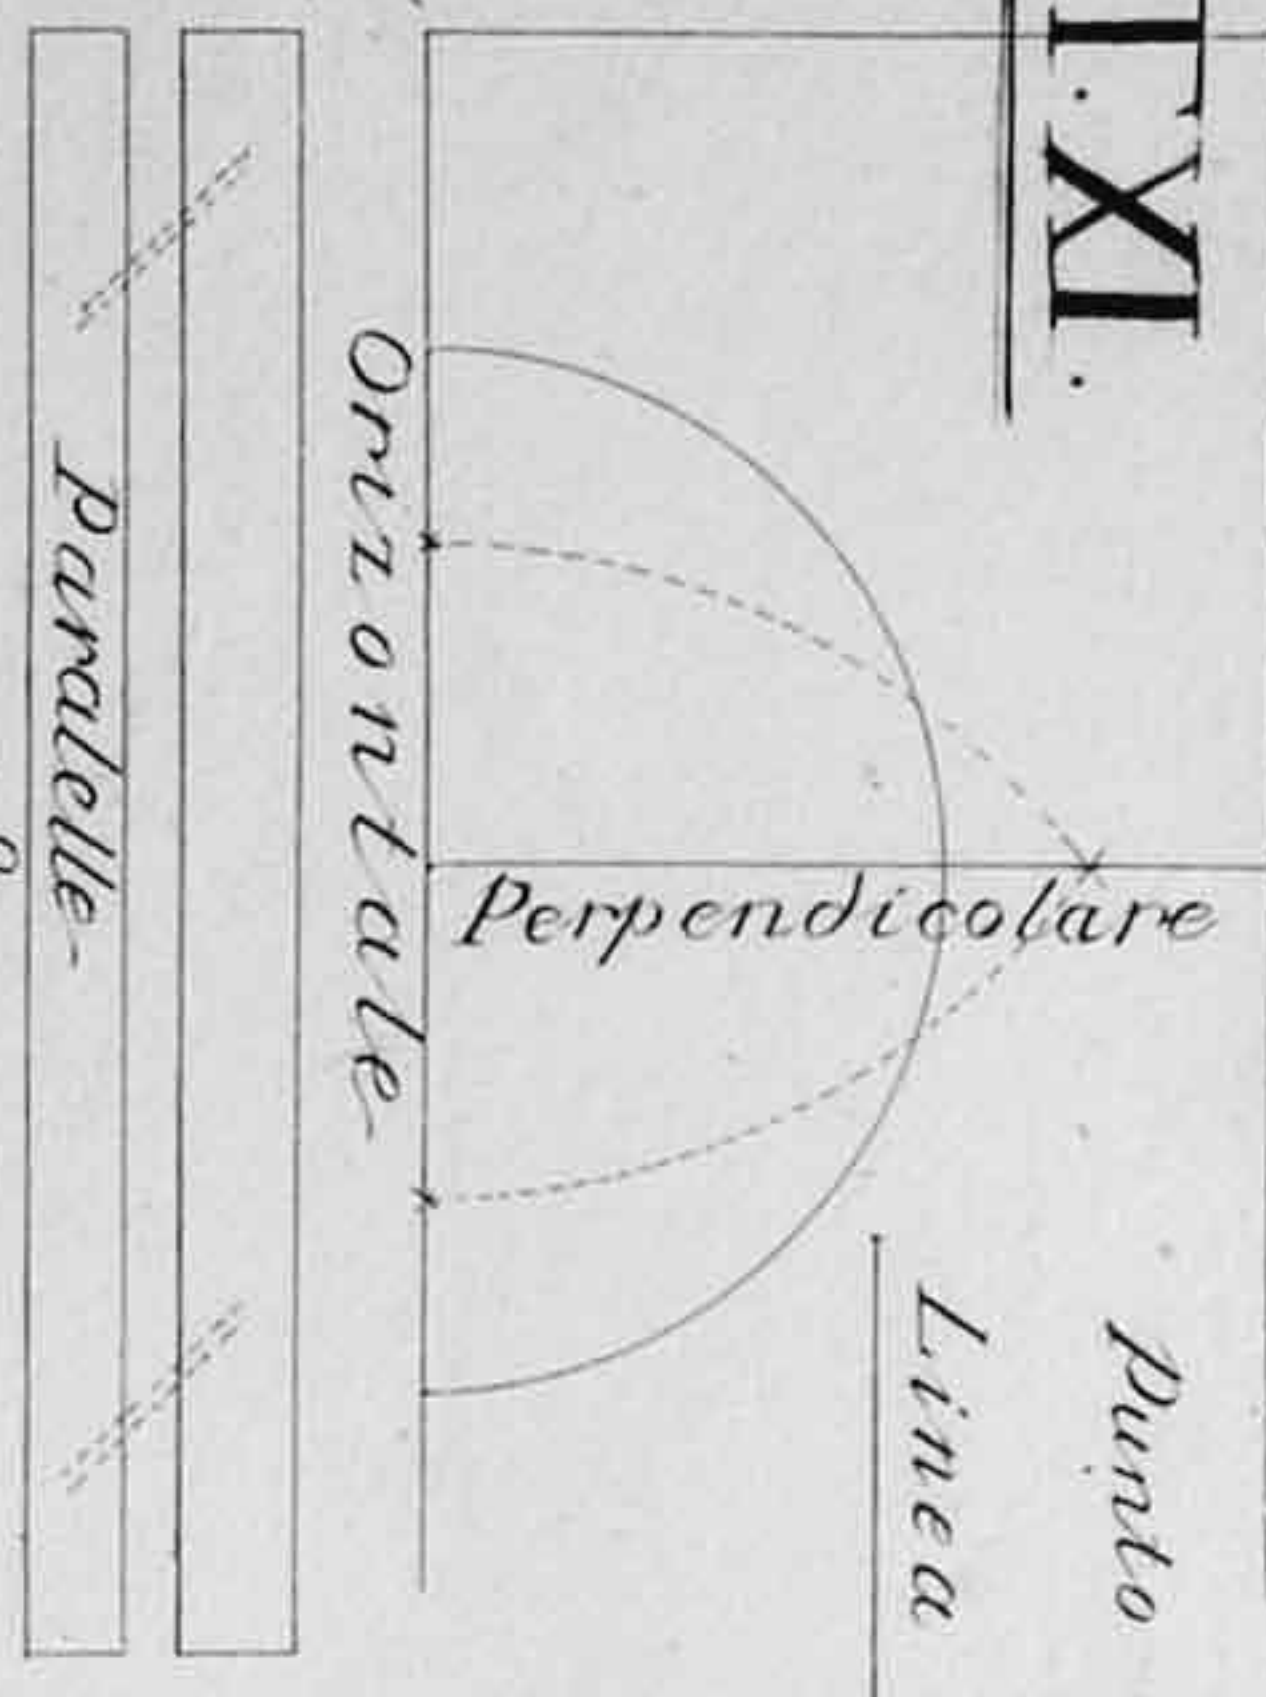 T. XI.
Punto
Linea
Perpendicolare
Orizontale
Paralelle